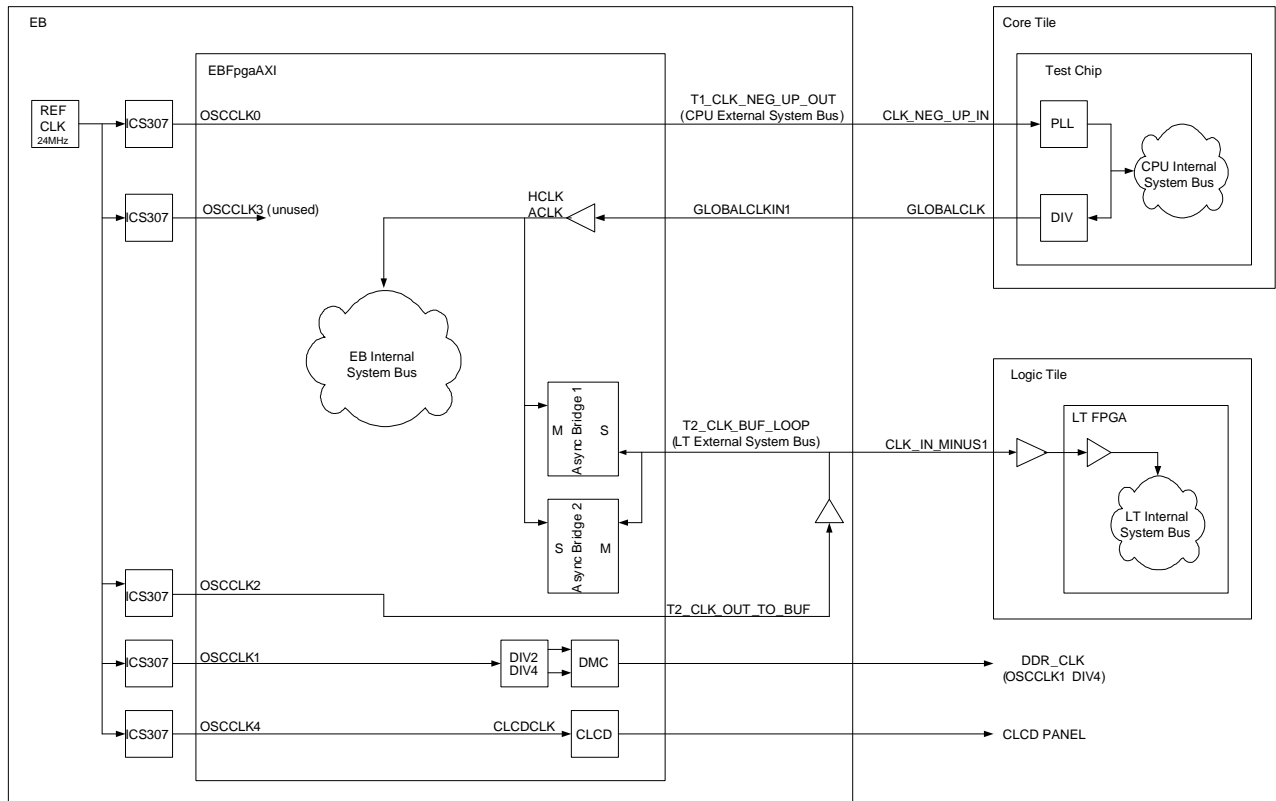 EB
Core Tile
EBFpgaAXI
Test Chip
REF
CLK
24MHz
ICS307
OSCCLK0
T1_CLK_NEG_UP_OUT
(CPU External System Bus)
CLK_NEG_UP_IN
PLL
CPU Internal
System Bus
ICS307
OSCCLK3 (unused)
HCLK
ACLK
GLOBALCLKIN1
GLOBALCLK
DIV
EB Internal
System Bus
Logic Tile
LT FPGA
M
Async Bridge 1
S
T2_CLK_BUF_LOOP
(LT External System Bus)
CLK_IN_MINUS1
LT Internal
System Bus
S
Async Bridge 2
M
ICS307
OSCCLK2
T2_CLK_OUT_TO_BUF
ICS307
OSCCLK1
DIV2
DIV4
DMC
DDR_CLK
(OSCCLK1 DIV4)
ICS307
OSCCLK4
CLCDCLK
CLCD
CLCD PANEL